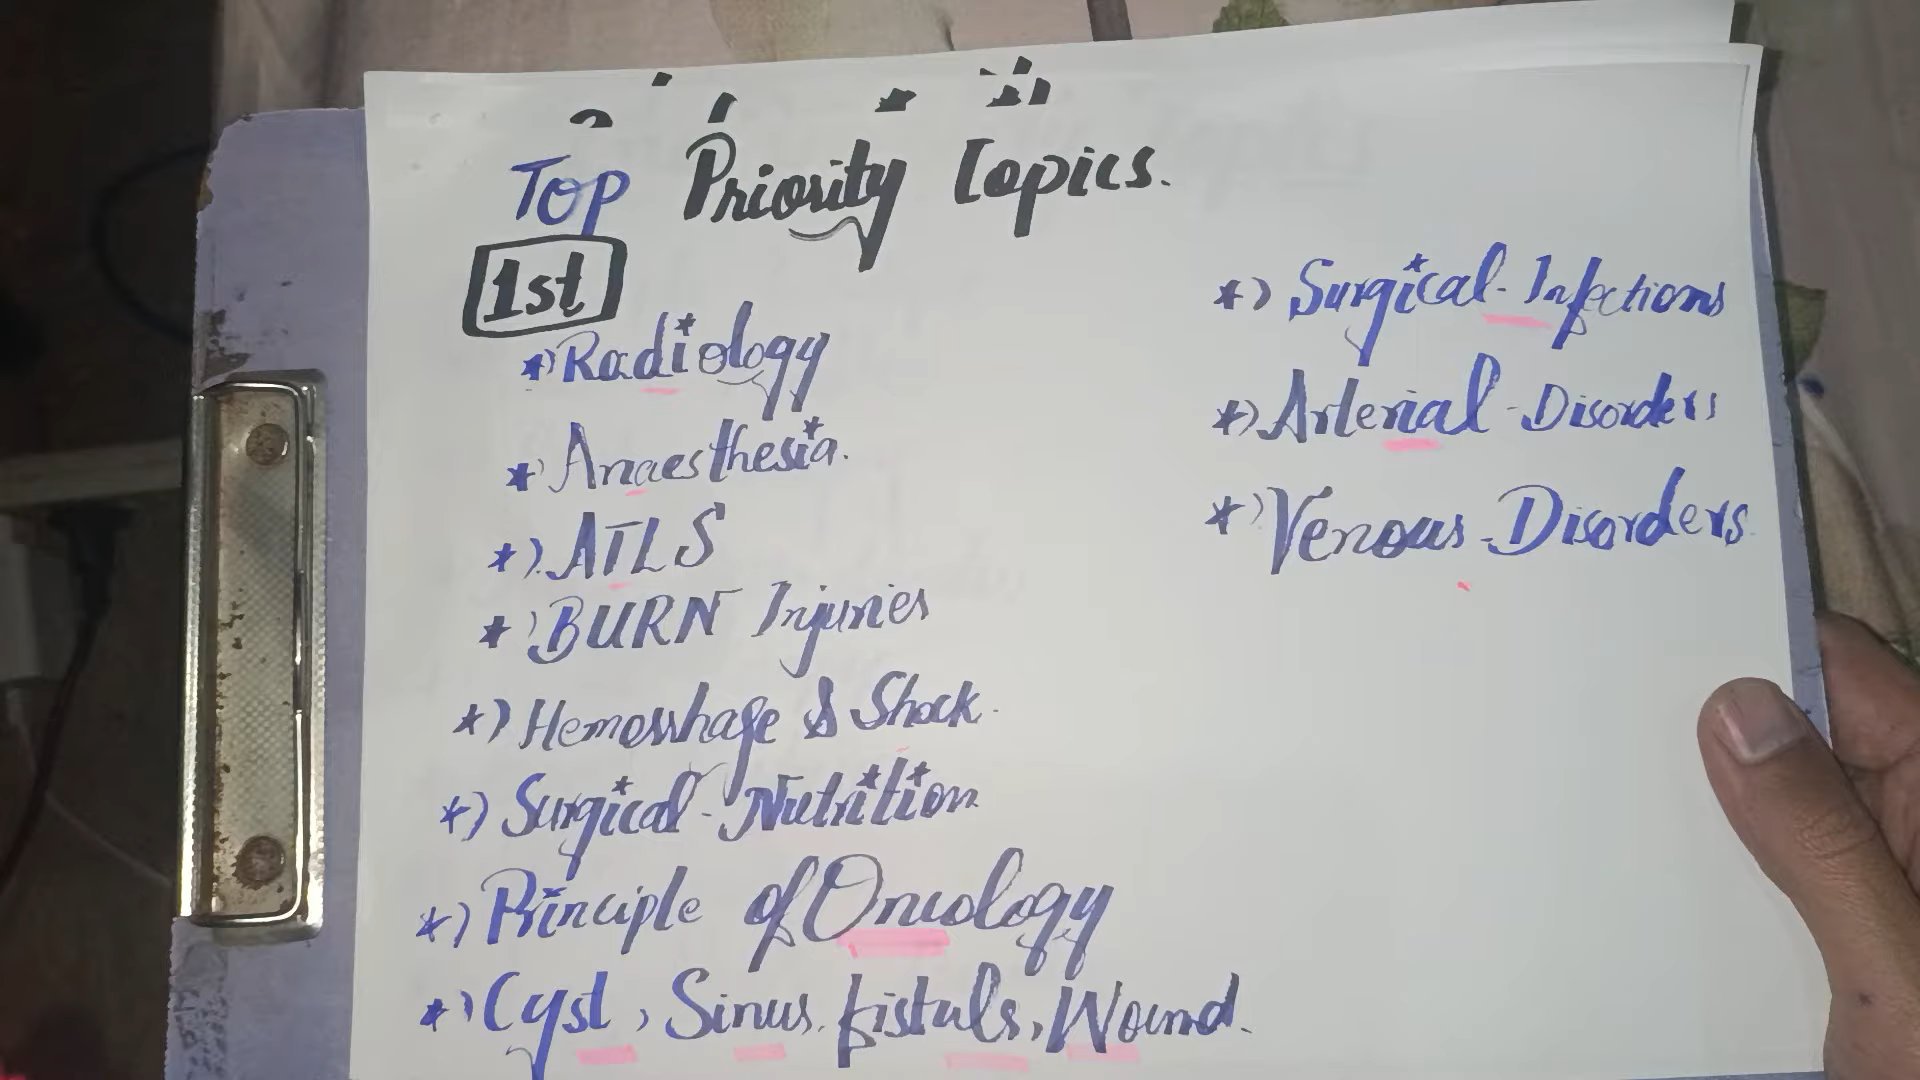 Top Priority Topics.
1st
*) Radiology
* Anaesthesia.
*) ATLS
*) BURN Injuries
*) Hemorrhage & Shock.
*) Surgical-Nutrition
*) Principle of Oncology
*) Cyst, Sinus, fistula, Wound.
*) Surgical-Infections
*) Arterial-Disorders
*) Venous-Disorders